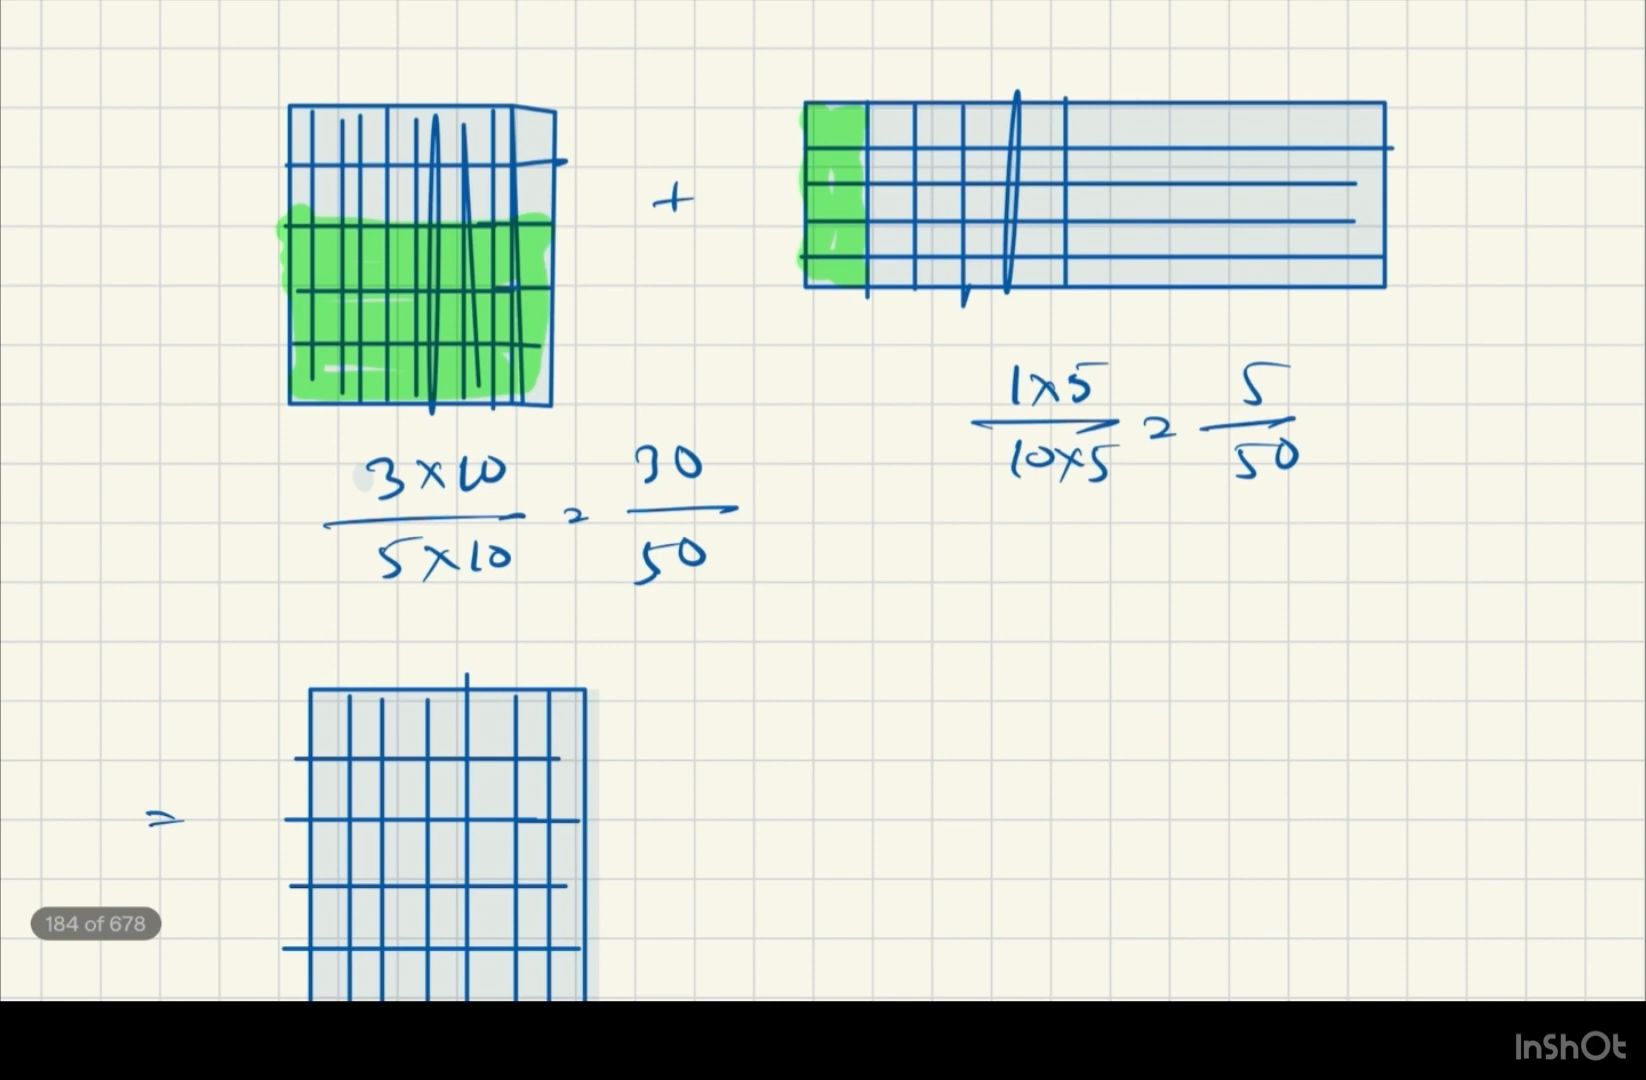 +
1×5 / 10×5 = 5 / 50
3×10 / 5×10 = 30 / 50
=
184 of 678
InShOt